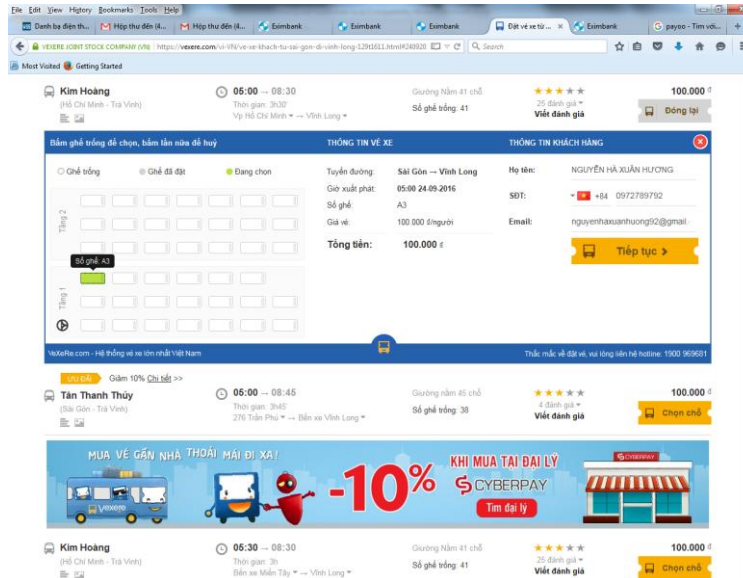 File Edit View History Bookmarks Tools Help
Danh bạ điện th... Hộp thư đến (4... Hộp thư đến (4... Eximbank Eximbank Eximbank Đặt vé xe từ ... Eximbank payoo - Tìm với...
VEXERE JOINT STOCK COMPANY (VN) https://vexere.com/vi-VN/ve-xe-khach-tu-sai-gon-di-vinh-long-129t1611.html#240920 Search
Most Visited Getting Started
Kim Hoàng 05:00 → 08:30 Giường Nằm 41 chỗ 100.000 đ
(Hồ Chí Minh - Trà Vinh) Thời gian: 3h30' Số ghế trống: 41 25 đánh giá Đóng lại
Vp Hồ Chí Minh → Vĩnh Long Viết đánh giá
Bấm ghế trống để chọn, bấm lần nữa để huỷ THÔNG TIN VÉ XE THÔNG TIN KHÁCH HÀNG
Ghế trống Ghế đã đặt Đang chọn Tuyến đường: Sài Gòn → Vĩnh Long Họ tên: NGUYỄN HÀ XUÂN HƯƠNG
Giờ xuất phát: 05:00 24-09-2016
Số ghế: A3 SĐT: +84 0972789792
Tầng 2 Giá vé: 100.000 đ/người Email: nguyenhaxuanhuong92@gmail
Tổng tiền: 100.000 đ Tiếp tục >
Số ghế: A3
Tầng 1
VeXeRe.com - Hệ thống vé xe lớn nhất Việt Nam Thắc mắc về đặt vé, vui lòng liên hệ hotline: 1900 969681
ƯU ĐÃI Giảm 10% Chi tiết >>
Tân Thanh Thủy 05:00 → 08:45 Giường nằm 45 chỗ 100.000 đ
(Sài Gòn - Trà Vinh) Thời gian: 3h45' Số ghế trống: 38 4 đánh giá Chọn chỗ
276 Trần Phú → Bến xe Vĩnh Long Viết đánh giá
MUA VÉ GẦN NHÀ THOẢI MÁI ĐI XA!
-10% KHI MUA TẠI ĐẠI LÝ
CYBERPAY
Tìm đại lý
CYBERPAY
Vexere
Kim Hoàng 05:30 → 08:30 Giường Nằm 41 chỗ 100.000 đ
(Hồ Chí Minh - Trà Vinh) Thời gian: 3h Số ghế trống: 41 25 đánh giá Chọn chỗ
Bến xe Miền Tây → Vĩnh Long Viết đánh giá